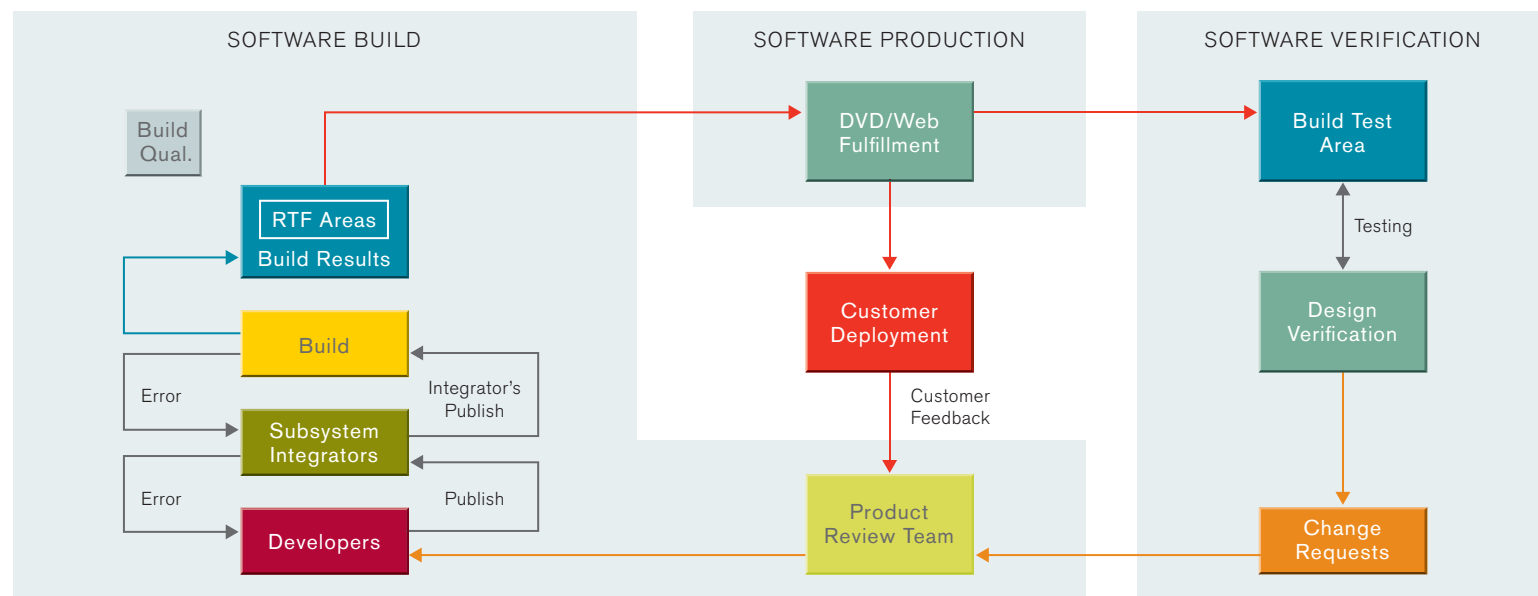 SOFTWARE BUILD
SOFTWARE PRODUCTION
SOFTWARE VERIFICATION
Build
Qual.
RTF Areas
Build Results
Build
Error
Integrator’s
Publish
Subsystem
Integrators
Error
Publish
Developers
DVD/Web
Fulfillment
Customer
Deployment
Customer
Feedback
Product
Review Team
Build Test
Area
Testing
Design
Verification
Change
Requests